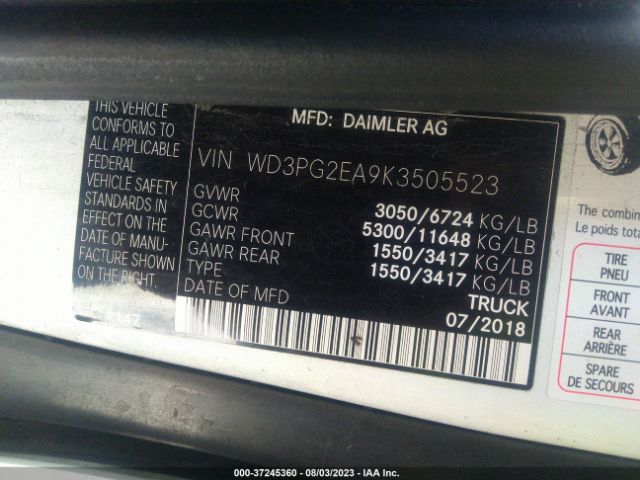 THIS VEHICLE
CONFORMS TO
ALL APPLICABLE
FEDERAL
VEHICLE SAFETY
STANDARDS IN
EFFECT ON THE
DATE OF MANU-
FACTURE SHOWN
ON THE RIGHT.
MFD: DAIMLER AG
VIN WD3PG2EA9K3505523
GVWR 3050/6724 KG/LB
GCWR 5300/11648 KG/LB
GAWR FRONT 1550/3417 KG/LB
GAWR REAR 1550/3417 KG/LB
TYPE TRUCK
DATE OF MFD 07/2018
The combin
Le poids tota
TIRE
PNEU
FRONT
AVANT
REAR
ARRIÈRE
SPARE
DE SECOURS
000-37245360 - 08/03/2023 - IAA Inc.